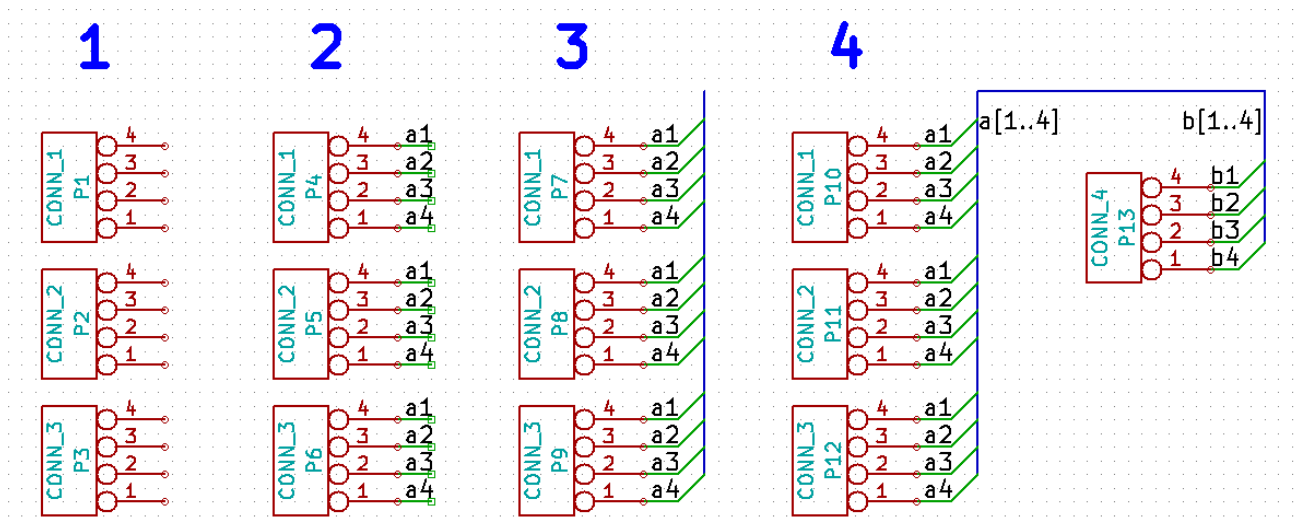 1 2 3 4
a[1..4] b[1..4]
CONN_1
P1
4
3
2
1
CONN_1
P4
4 a1
3 a2
2 a3
1 a4
CONN_1
P7
4 a1
3 a2
2 a3
1 a4
CONN_1
P10
4 a1
3 a2
2 a3
1 a4
CONN_4
P13
4 b1
3 b2
2 b3
1 b4
CONN_2
P2
4
3
2
1
CONN_2
P5
4 a1
3 a2
2 a3
1 a4
CONN_2
P8
4 a1
3 a2
2 a3
1 a4
CONN_2
P11
4 a1
3 a2
2 a3
1 a4
CONN_3
P3
4
3
2
1
CONN_3
P6
4 a1
3 a2
2 a3
1 a4
CONN_3
P9
4 a1
3 a2
2 a3
1 a4
CONN_3
P12
4 a1
3 a2
2 a3
1 a4